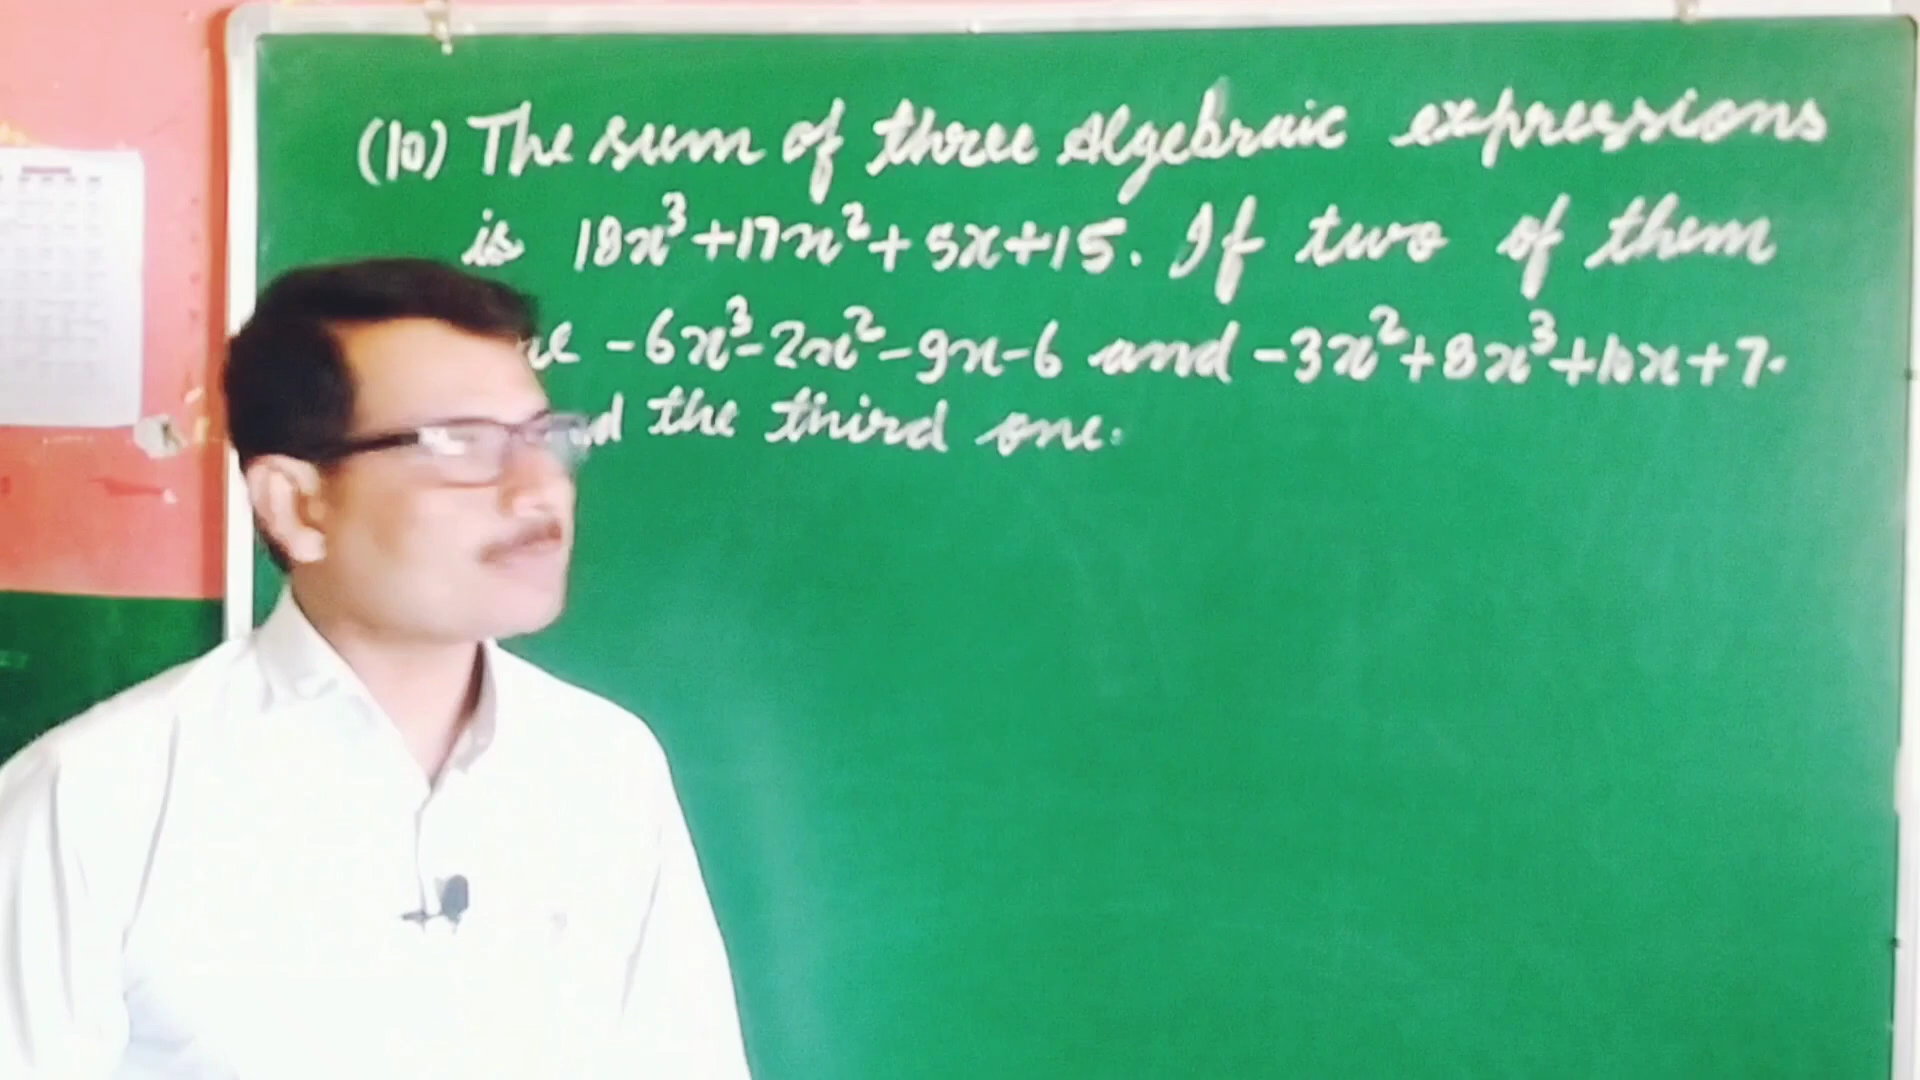 (10) The sum of three Algebraic expressions
is 18x³+17x²+5x+15. If two of them
-6x³-2x²-9x-6 and -3x²+8x³+10x+7.
the third one.